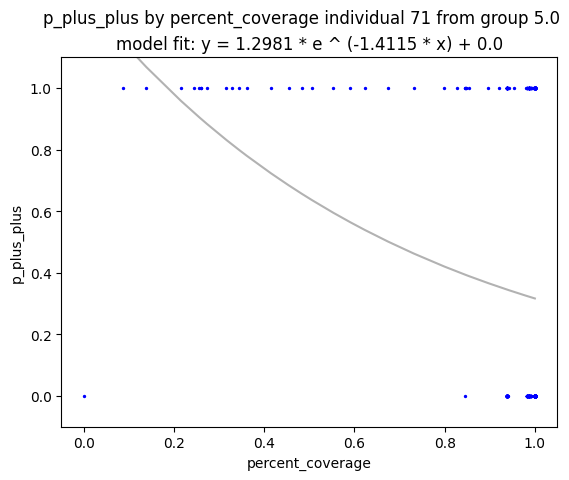 p_plus_plus by percent_coverage individual 71 from group 5.0
model fit: y = 1.2981 * e ^ (-1.4115 * x) + 0.0
1.0
0.8
0.6
0.4
0.2
0.0
p_plus_plus
0.0 0.2 0.4 0.6 0.8 1.0
percent_coverage